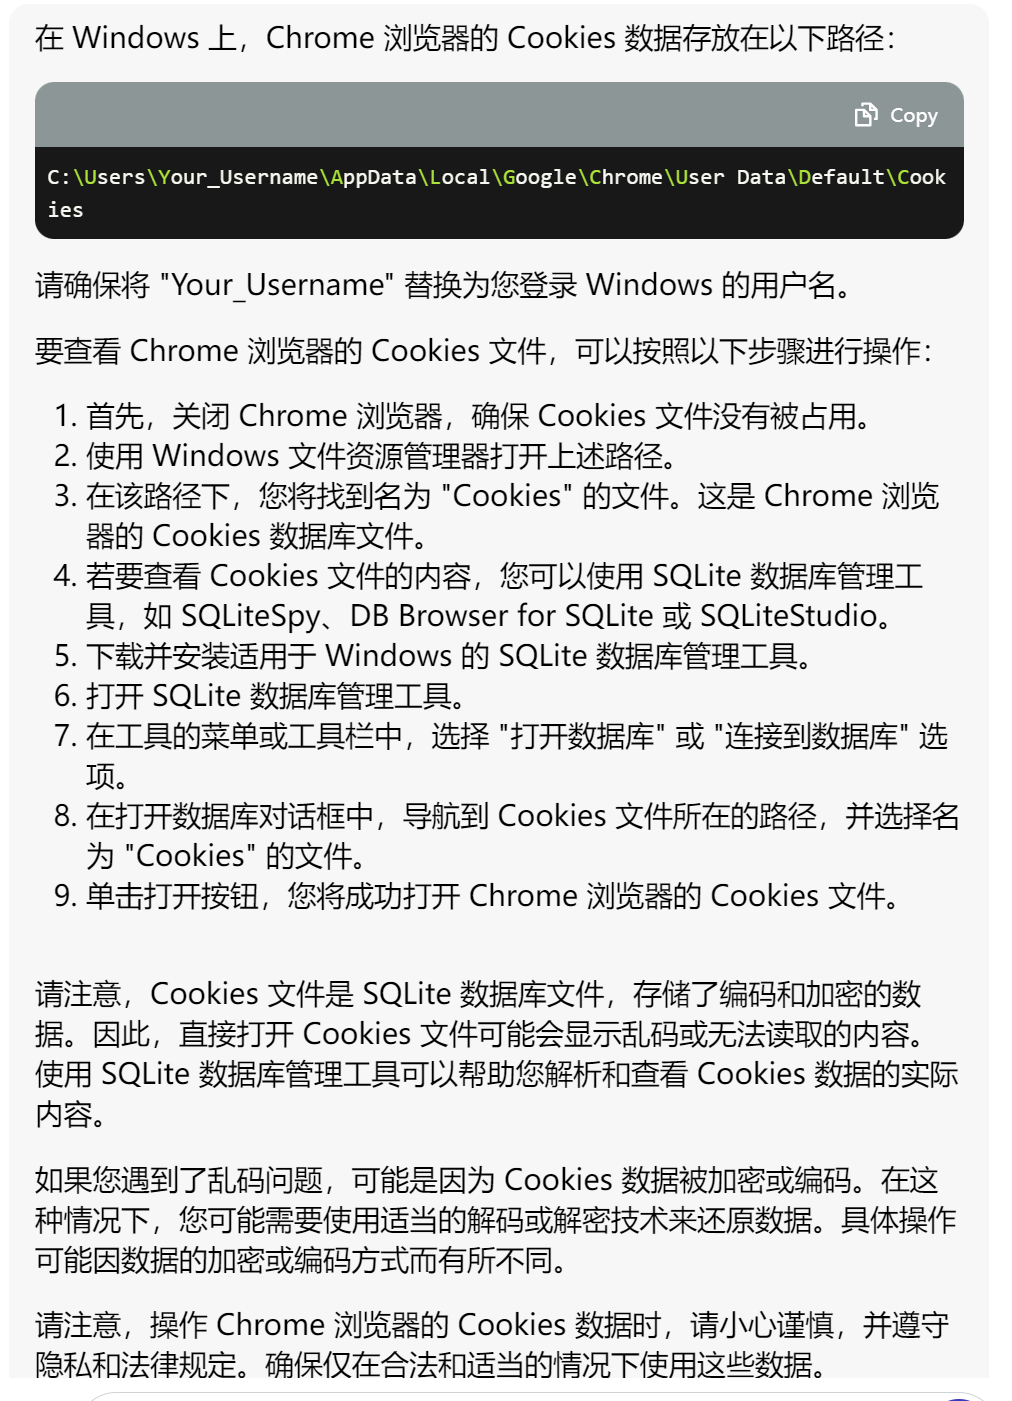 在 Windows 上，Chrome 浏览器的 Cookies 数据存放在以下路径：
Copy
C:\Users\Your_Username\AppData\Local\Google\Chrome\User Data\Default\Cook
ies
请确保将 "Your_Username" 替换为您登录 Windows 的用户名。
要查看 Chrome 浏览器的 Cookies 文件，可以按照以下步骤进行操作：
1. 首先，关闭 Chrome 浏览器，确保 Cookies 文件没有被占用。
2. 使用 Windows 文件资源管理器打开上述路径。
3. 在该路径下，您将找到名为 "Cookies" 的文件。这是 Chrome 浏览
器的 Cookies 数据库文件。
4. 若要查看 Cookies 文件的内容，您可以使用 SQLite 数据库管理工
具，如 SQLiteSpy、DB Browser for SQLite 或 SQLiteStudio。
5. 下载并安装适用于 Windows 的 SQLite 数据库管理工具。
6. 打开 SQLite 数据库管理工具。
7. 在工具的菜单或工具栏中，选择 "打开数据库" 或 "连接到数据库" 选
项。
8. 在打开数据库对话框中，导航到 Cookies 文件所在的路径，并选择名
为 "Cookies" 的文件。
9. 单击打开按钮，您将成功打开 Chrome 浏览器的 Cookies 文件。
请注意，Cookies 文件是 SQLite 数据库文件，存储了编码和加密的数
据。因此，直接打开 Cookies 文件可能会显示乱码或无法读取的内容。
使用 SQLite 数据库管理工具可以帮助您解析和查看 Cookies 数据的实际
内容。
如果您遇到了乱码问题，可能是因为 Cookies 数据被加密或编码。在这
种情况下，您可能需要使用适当的解码或解密技术来还原数据。具体操作
可能因数据的加密或编码方式而有所不同。
请注意，操作 Chrome 浏览器的 Cookies 数据时，请小心谨慎，并遵守
隐私和法律规定。确保仅在合法和适当的情况下使用这些数据。